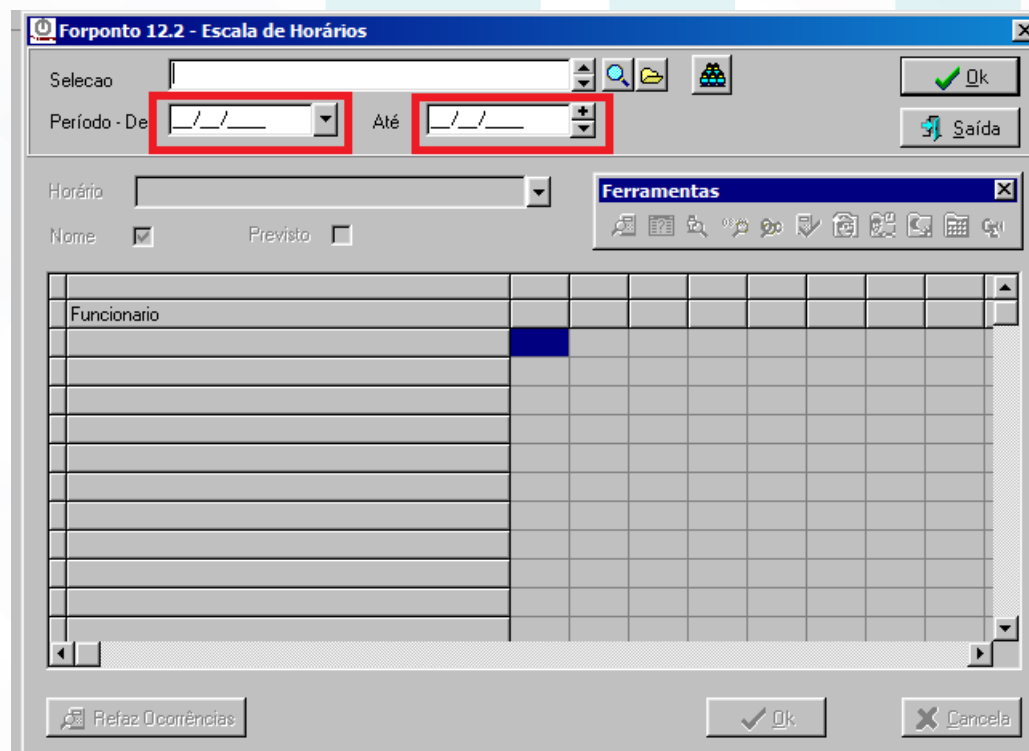 Forponto 12.2 - Escala de Horários
Selecao
Ok
Período - De __/__/____ Até __/__/____
Saída
Horário
Ferramentas
Nome Previsto
Funcionario
Refaz Ocorrências Ok Cancela